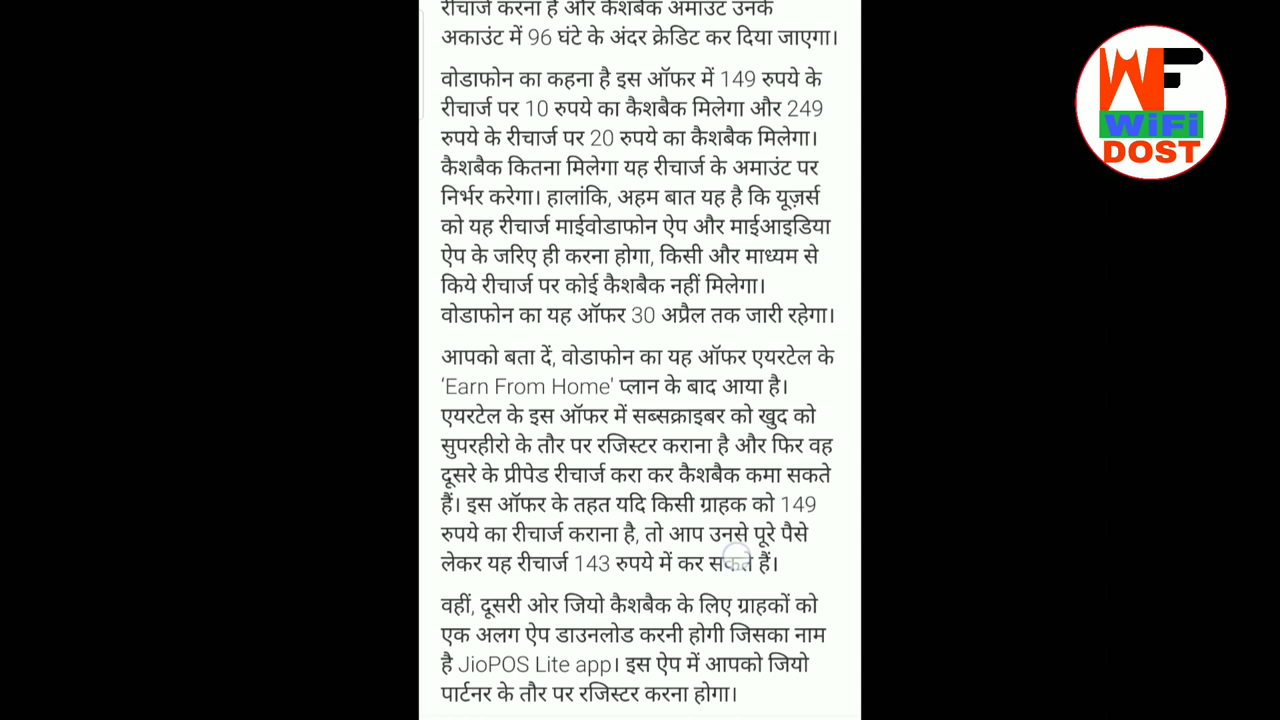 रीचार्ज करना है और कैशबैक अमाउंट उनके
अकाउंट में 96 घंटे के अंदर क्रेडिट कर दिया जाएगा।
वोडाफोन का कहना है इस ऑफर में 149 रुपये के
रीचार्ज पर 10 रुपये का कैशबैक मिलेगा और 249
रुपये के रीचार्ज पर 20 रुपये का कैशबैक मिलेगा।
कैशबैक कितना मिलेगा यह रीचार्ज के अमाउंट पर
निर्भर करेगा। हालांकि, अहम बात यह है कि यूज़र्स
को यह रीचार्ज माईवोडाफोन ऐप और माईआइडिया
ऐप के जरिए ही करना होगा, किसी और माध्यम से
किये रीचार्ज पर कोई कैशबैक नहीं मिलेगा।
वोडाफोन का यह ऑफर 30 अप्रैल तक जारी रहेगा।
आपको बता दें, वोडाफोन का यह ऑफर एयरटेल के
‘Earn From Home' प्लान के बाद आया है।
एयरटेल के इस ऑफर में सब्सक्राइबर को खुद को
सुपरहीरो के तौर पर रजिस्टर कराना है और फिर वह
दूसरे के प्रीपेड रीचार्ज करा कर कैशबैक कमा सकते
हैं। इस ऑफर के तहत यदि किसी ग्राहक को 149
रुपये का रीचार्ज कराना है, तो आप उनसे पूरे पैसे
लेकर यह रीचार्ज 143 रुपये में कर सकते हैं।
वहीं, दूसरी ओर जियो कैशबैक के लिए ग्राहकों को
एक अलग ऐप डाउनलोड करनी होगी जिसका नाम
है JioPOS Lite app। इस ऐप में आपको जियो
पार्टनर के तौर पर रजिस्टर करना होगा।
WF
WiFi
DOST